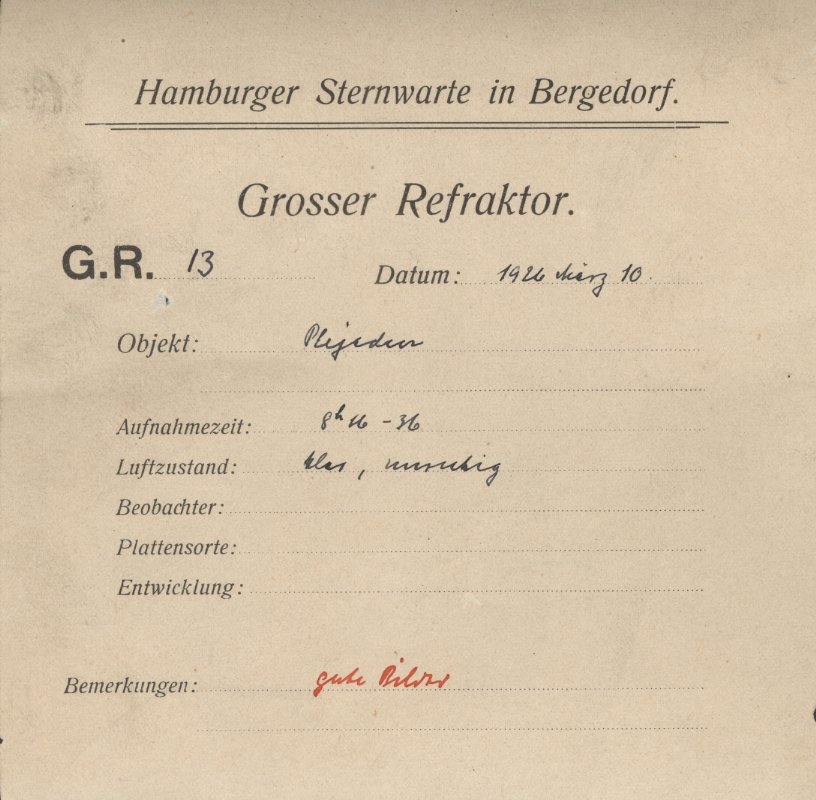 Hamburger Sternwarte in Bergedorf.
Grosser Refraktor.
G.R. 13
Datum: 1926 März 10
Objekt: Plejaden
Aufnahmezeit: 8h 16 - 36
Luftzustand: klar, unruhig
Beobachter:
Plattensorte:
Entwicklung:
Bemerkungen: gute Bilder